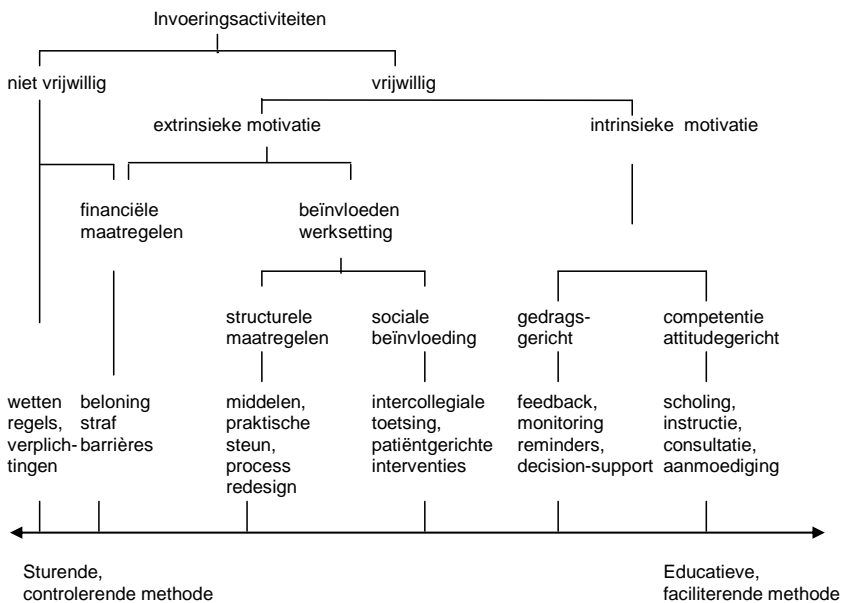 Invoeringsactiviteiten
niet vrijwillig
vrijwillig
extrinsieke motivatie
intrinsieke motivatie
financiële
maatregelen
beïnvloeden
werksetting
structurele
maatregelen
sociale
beïnvloeding
gedrags-
gericht
competentie
attitudegericht
wetten
regels,
verplich-
tingen
beloning
straf
barrières
middelen,
praktische
steun,
process
redesign
intercollegiale
toetsing,
patiëntgerichte
interventies
feedback,
monitoring
reminders,
decision-support
scholing,
instructie,
consultatie,
aanmoediging
Sturende,
controlerende methode
Educatieve,
faciliterende methode